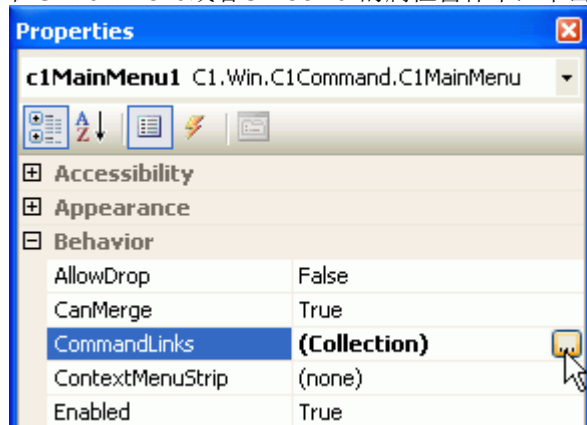 Properties
c1MainMenu1 C1.Win.C1Command.C1MainMenu
Accessibility
Appearance
Behavior
AllowDrop False
CanMerge True
CommandLinks (Collection) ...
ContextMenuStrip (none)
Enabled True